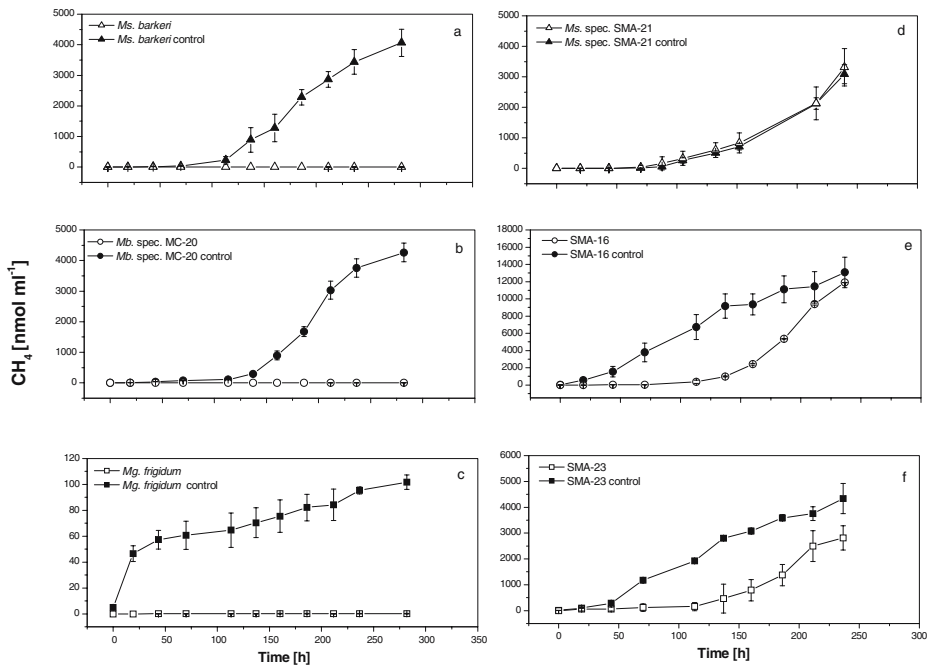 CH4 [nmol ml-1]
Ms. barkeri
Ms. barkeri control
a
5000
4000
3000
2000
1000
0
Ms. spec. SMA-21
Ms. spec. SMA-21 control
d
5000
4000
3000
2000
1000
0
Mb. spec. MC-20
Mb. spec. MC-20 control
b
5000
4000
3000
2000
1000
0
SMA-16
SMA-16 control
e
18000
16000
14000
12000
10000
8000
6000
4000
2000
0
Mg. frigidum
Mg. frigidum control
c
120
100
80
60
40
20
0
0 50 100 150 200 250 300 350
Time [h]
SMA-23
SMA-23 control
f
6000
5000
4000
3000
2000
1000
0
0 50 100 150 200 250 300
Time [h]